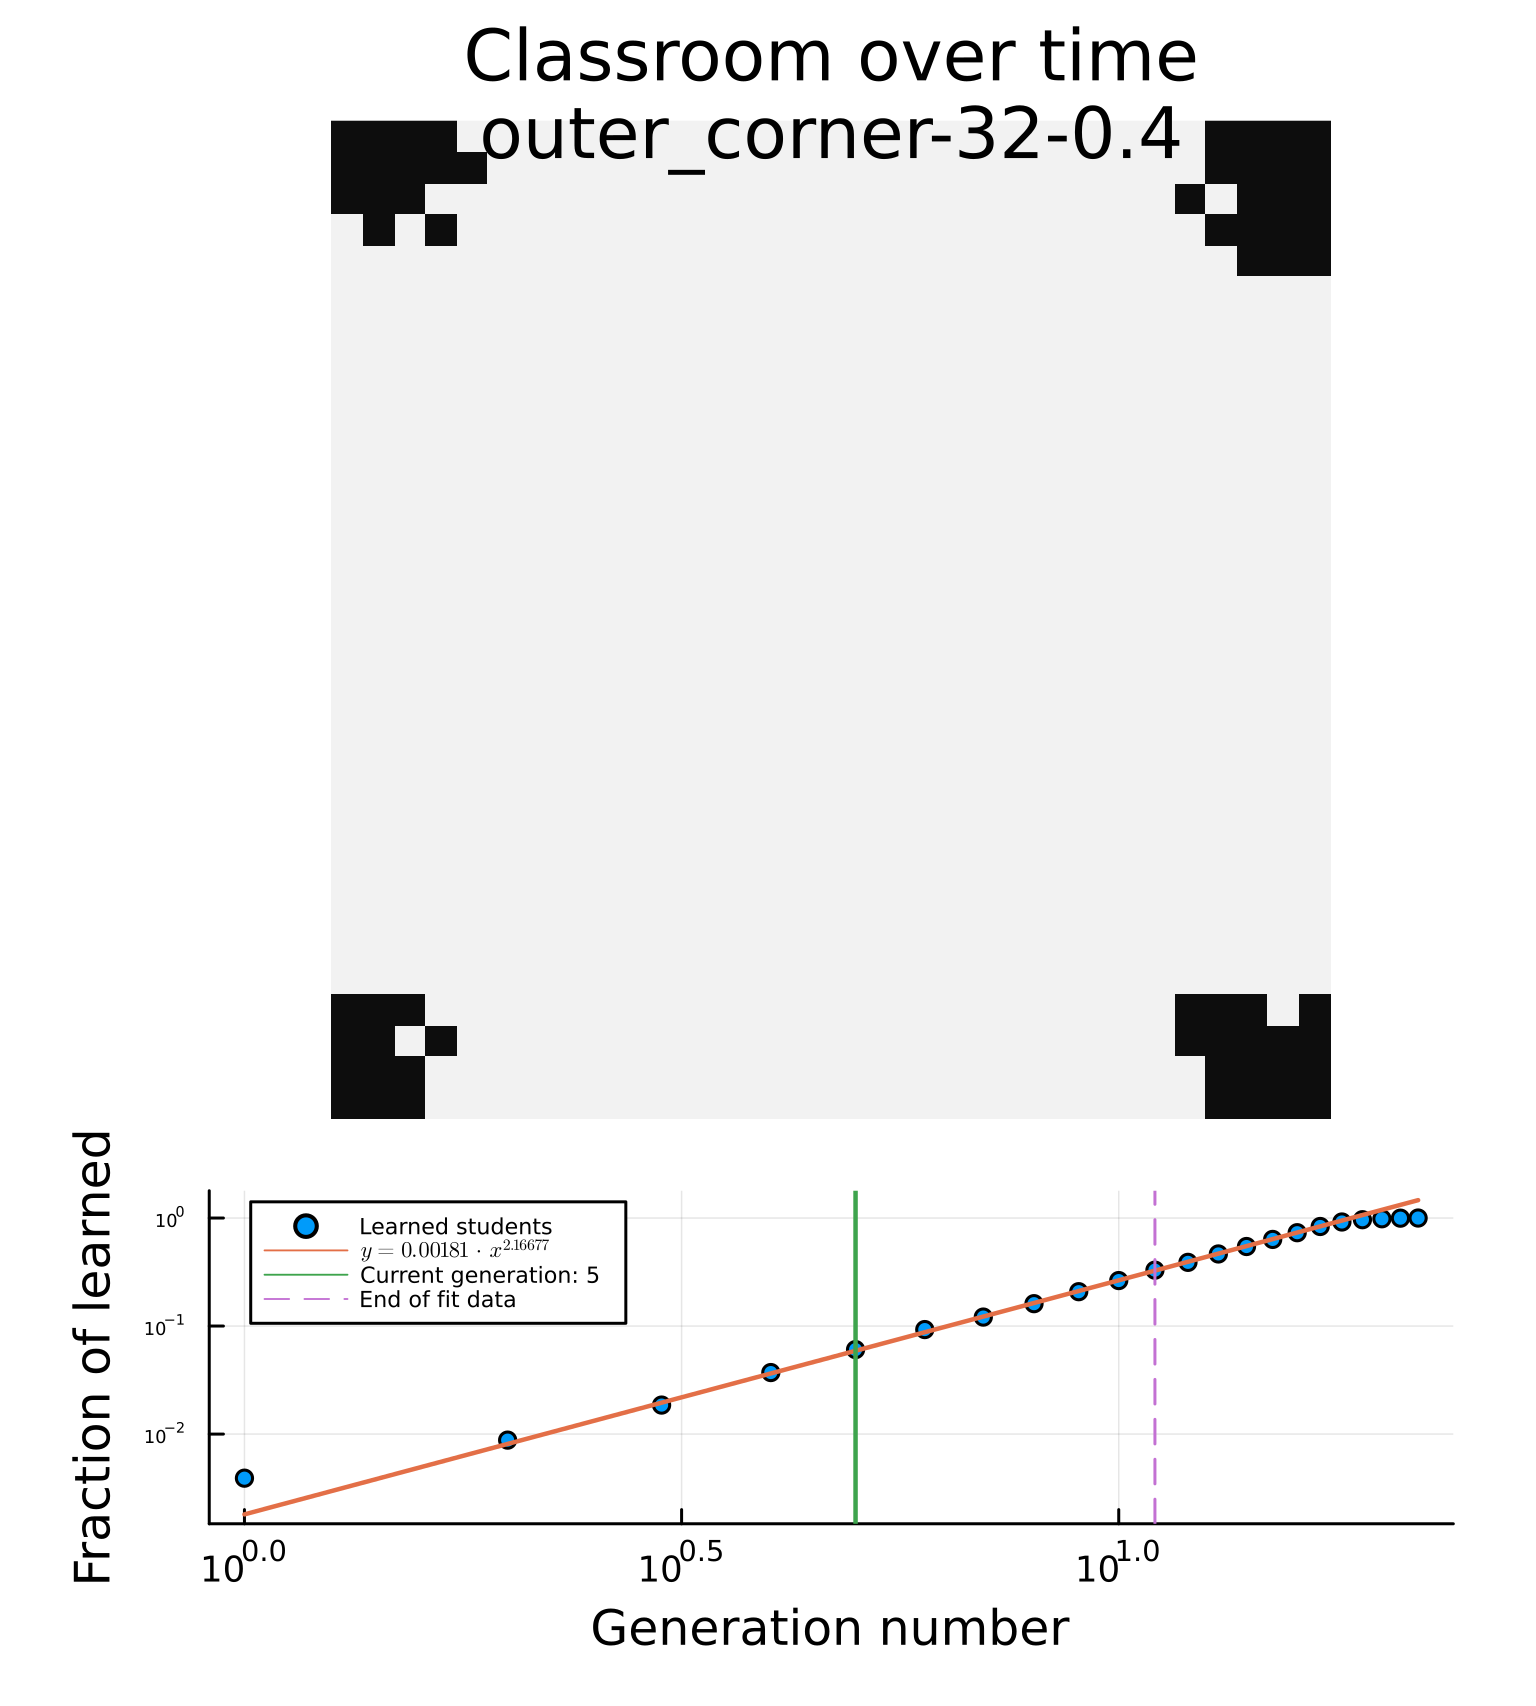 Classroom over time
outer_corner-32-0.4
Fraction of learned
10^0
10^−1
10^−2
Learned students
y = 0.00181 · x^2.16677
Current generation: 5
End of fit data
10^0.0
10^0.5
10^1.0
Generation number